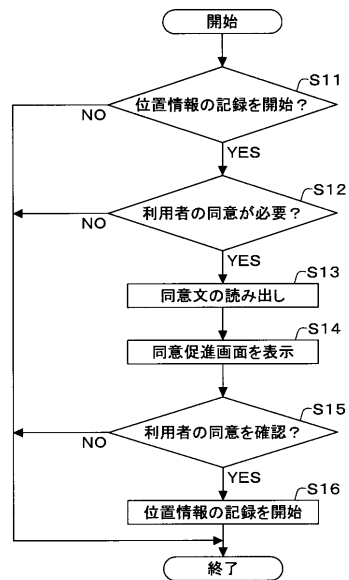 開始
S11
位置情報の記録を開始？
NO
YES
S12
利用者の同意が必要？
NO
YES
S13
同意文の読み出し
S14
同意促進画面を表示
S15
利用者の同意を確認？
NO
YES
S16
位置情報の記録を開始
終了